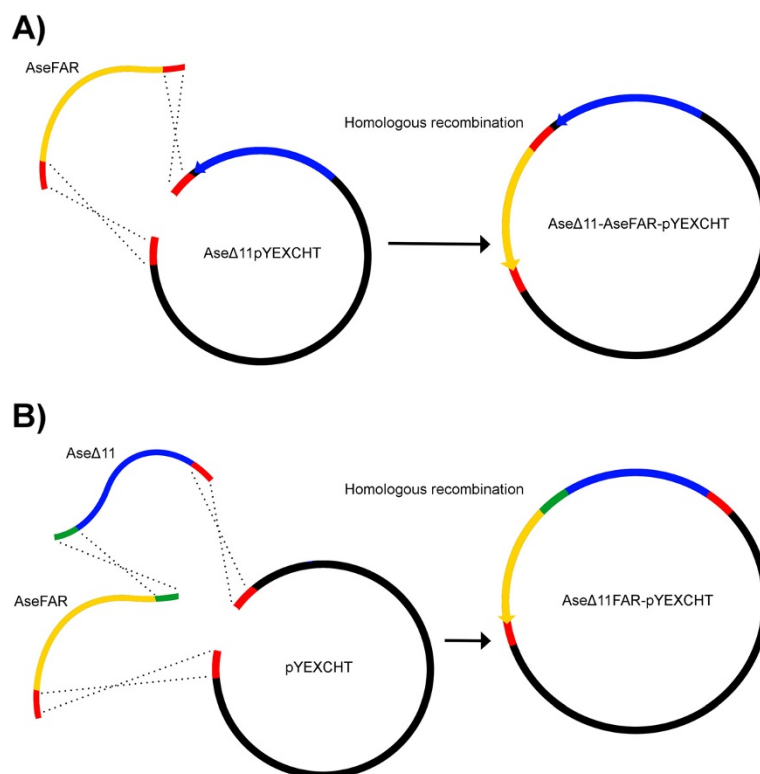 A)
AseFAR
Homologous recombination
AseΔ11pYEXCHT
AseΔ11-AseFAR-pYEXCHT
B)
AseΔ11
Homologous recombination
AseFAR
AseΔ11FAR-pYEXCHT
pYEXCHT